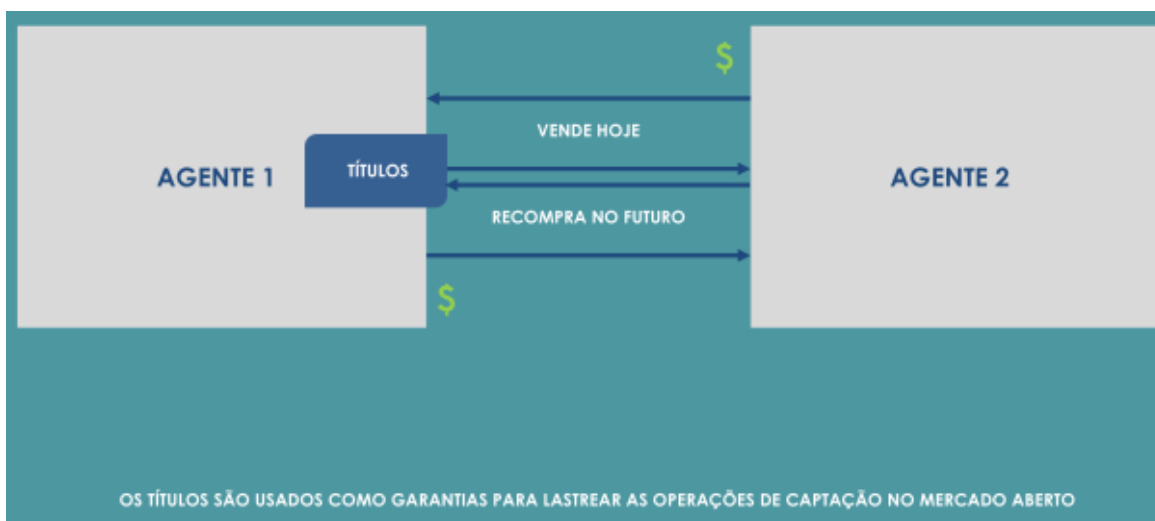 $
VENDE HOJE
AGENTE 1
TÍTULOS
AGENTE 2
RECOMPRA NO FUTURO
$
OS TÍTULOS SÃO USADOS COMO GARANTIAS PARA LASTREAR AS OPERAÇÕES DE CAPTAÇÃO NO MERCADO ABERTO